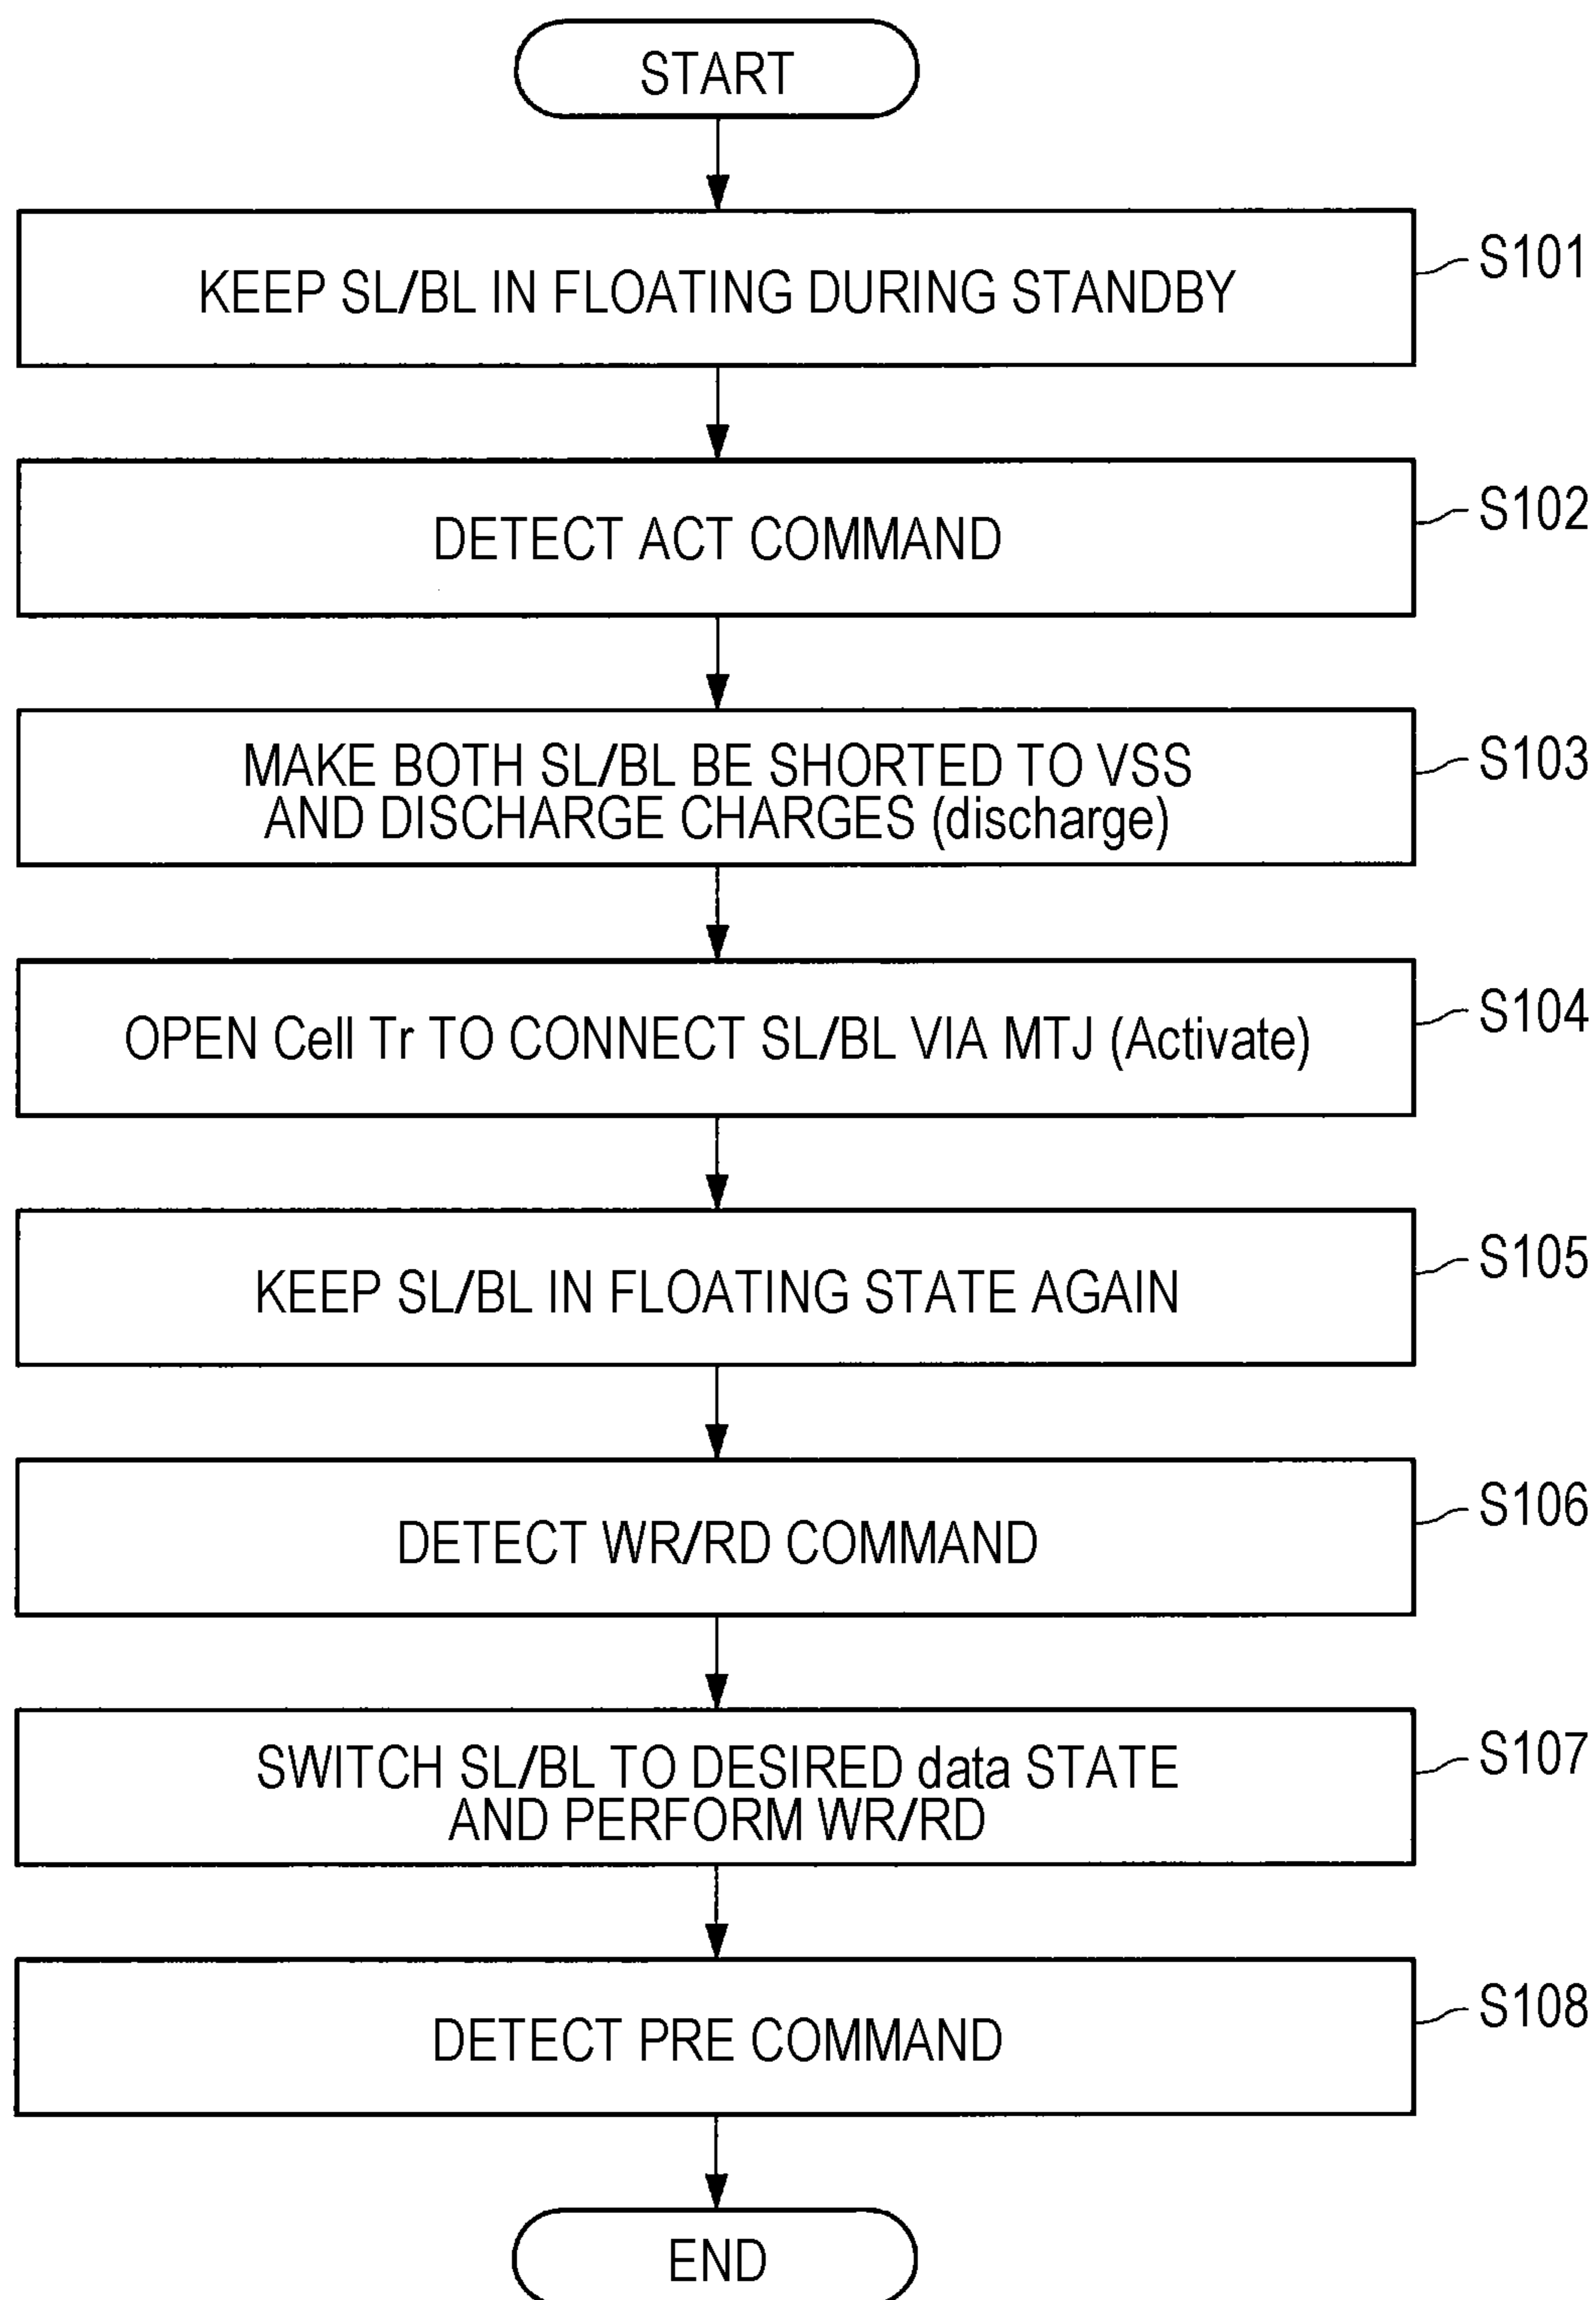 START
KEEP SL/BL IN FLOATING DURING STANDBY
S101
DETECT ACT COMMAND
S102
MAKE BOTH SL/BL BE SHORTED TO VSS
AND DISCHARGE CHARGES (discharge)
S103
OPEN Cell Tr TO CONNECT SL/BL VIA MTJ (Activate)
S104
KEEP SL/BL IN FLOATING STATE AGAIN
S105
DETECT WR/RD COMMAND
S106
SWITCH SL/BL TO DESIRED data STATE
AND PERFORM WR/RD
S107
DETECT PRE COMMAND
S108
END